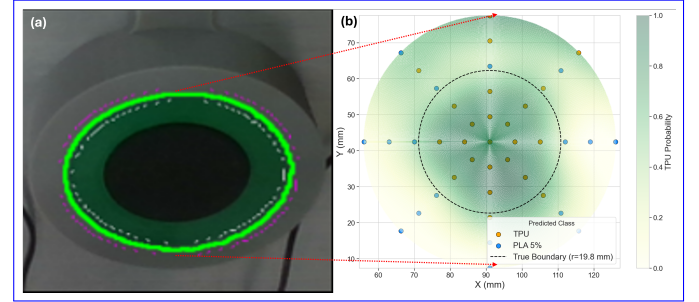 (a)
(b)
1.0
0.8
0.6
0.4
0.2
0.0
TPU Probability
70
60
50
40
30
20
10
Y (mm)
60
70
80
90
100
110
120
X (mm)
Predicted Class
TPU
PLA 5%
True Boundary (r=19.8 mm)